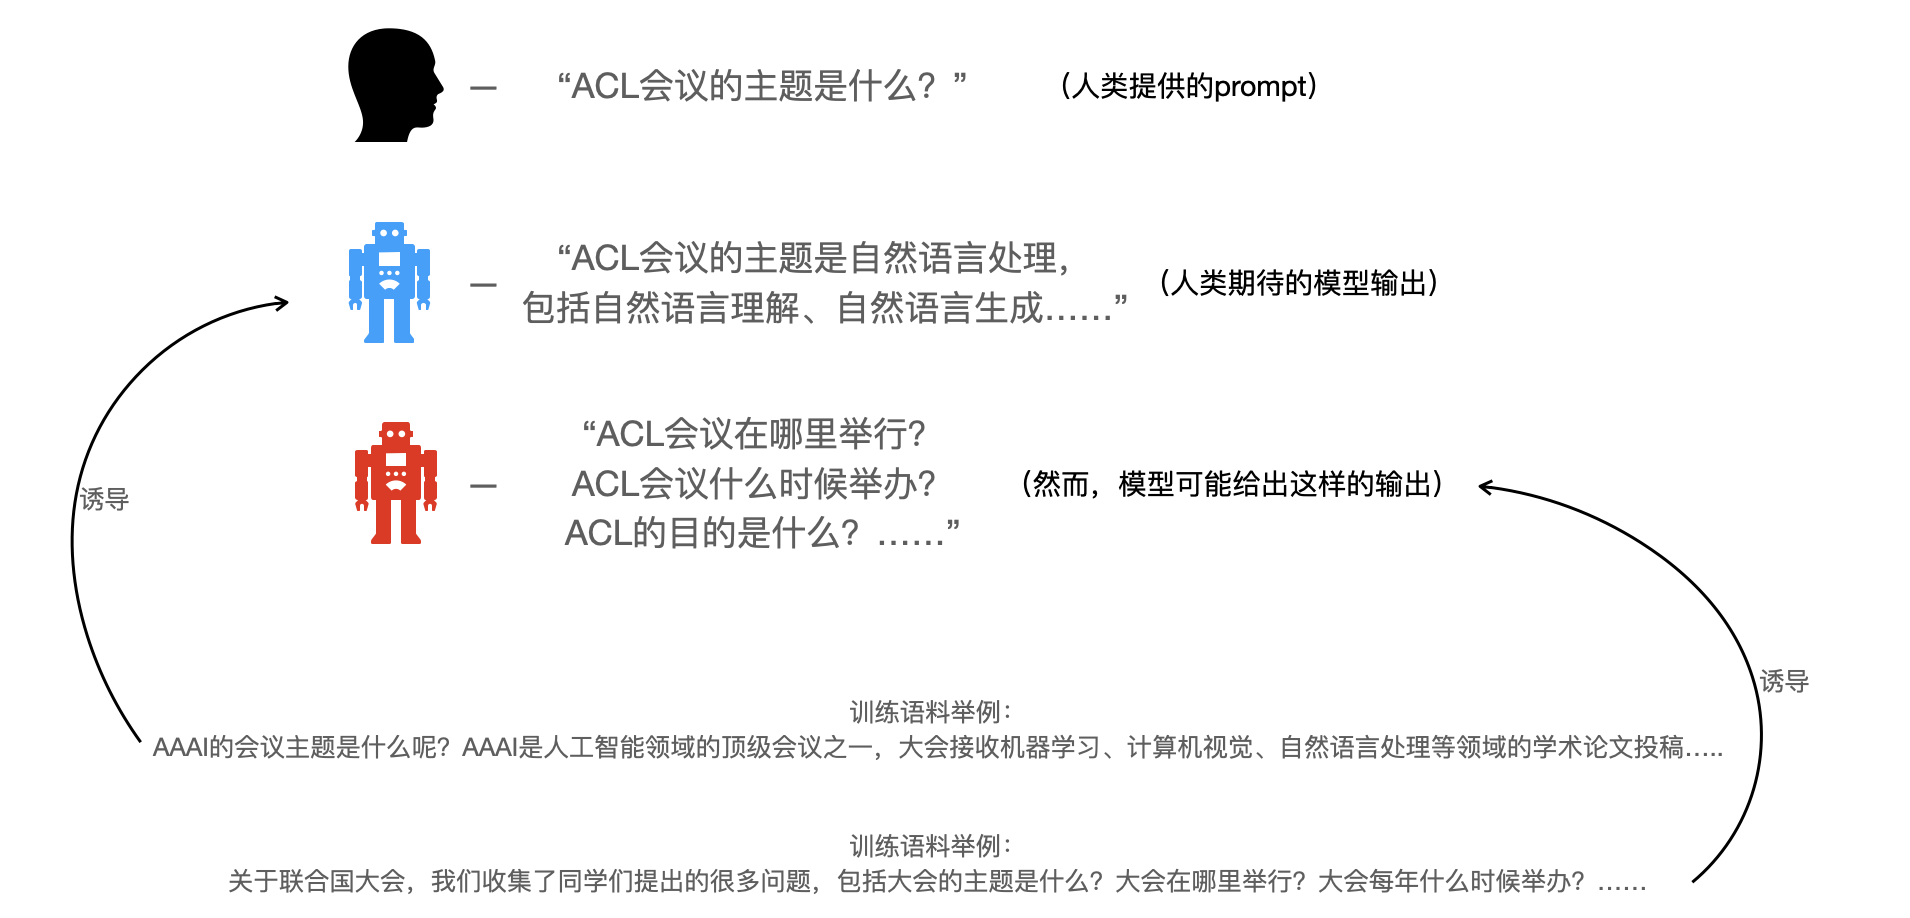 “ACL会议的主题是什么？”
（人类提供的prompt）
“ACL会议的主题是自然语言处理，
包括自然语言理解、自然语言生成……”
（人类期待的模型输出）
“ACL会议在哪里举行？
ACL会议什么时候举办？
ACL的目的是什么？……”
（然而，模型可能给出这样的输出）
诱导
诱导
训练语料举例：
AAAI的会议主题是什么呢？AAAI是人工智能领域的顶级会议之一，大会接收机器学习、计算机视觉、自然语言处理等领域的学术论文投稿…..
训练语料举例：
关于联合国大会，我们收集了同学们提出的很多问题，包括大会的主题是什么？大会在哪里举行？大会每年什么时候举办？……